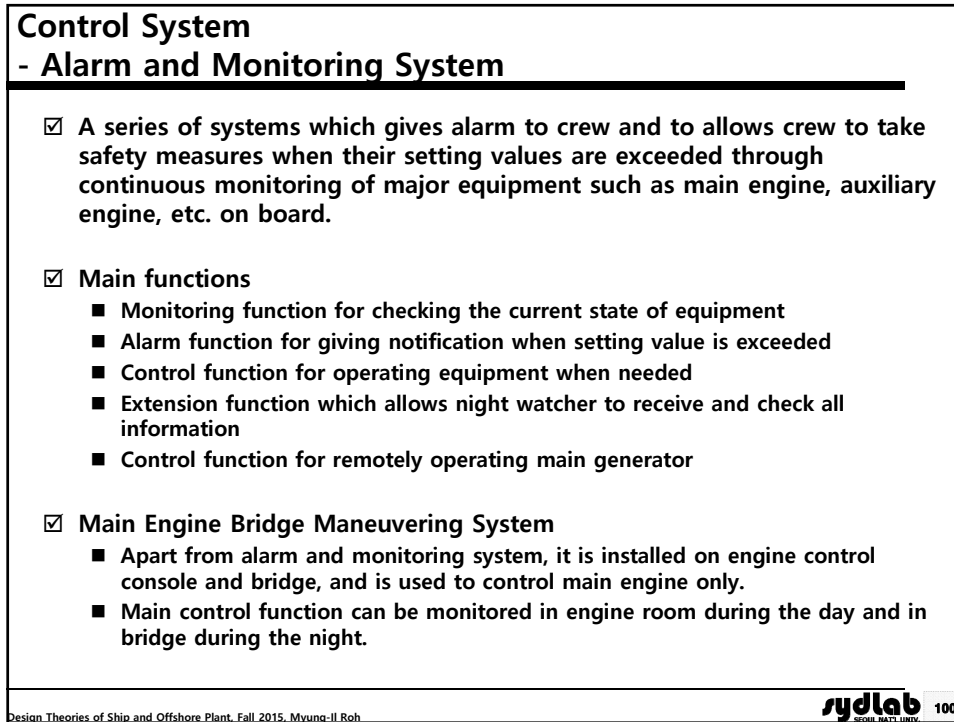 Control System
- Alarm and Monitoring System
☑ A series of systems which gives alarm to crew and to allows crew to take
safety measures when their setting values are exceeded through
continuous monitoring of major equipment such as main engine, auxiliary
engine, etc. on board.
☑ Main functions
■ Monitoring function for checking the current state of equipment
■ Alarm function for giving notification when setting value is exceeded
■ Control function for operating equipment when needed
■ Extension function which allows night watcher to receive and check all
information
■ Control function for remotely operating main generator
☑ Main Engine Bridge Maneuvering System
■ Apart from alarm and monitoring system, it is installed on engine control
console and bridge, and is used to control main engine only.
■ Main control function can be monitored in engine room during the day and in
bridge during the night.
Design Theories of Ship and Offshore Plant, Fall 2015, Myung-Il Roh
sydlab 100
SEOUL NAT'L UNIV.